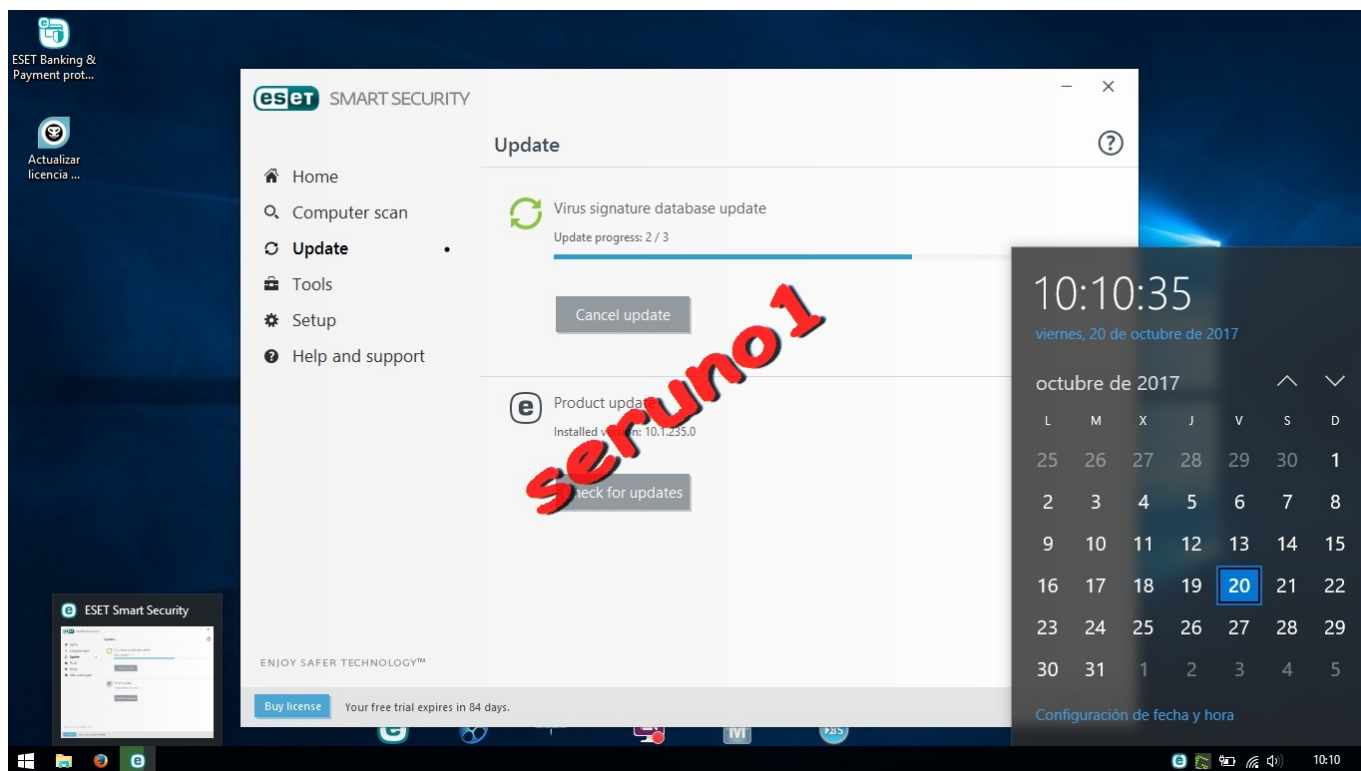 ESET Banking &
Payment prot...
Actualizar
licencia ...
eset SMART SECURITY
Update
Home
Computer scan
Update
Tools
Setup
Help and support
Virus signature database update
Update progress: 2 / 3
Cancel update
Product update
Installed version: 10.1.235.0
Check for updates
seruno1
ENJOY SAFER TECHNOLOGY™
Buy license Your free trial expires in 84 days.
10:10:35
viernes, 20 de octubre de 2017
octubre de 2017
L M X J V S D
25 26 27 28 29 30 1
2 3 4 5 6 7 8
9 10 11 12 13 14 15
16 17 18 19 20 21 22
23 24 25 26 27 28 29
30 31 1 2 3 4 5
Configuración de fecha y hora
ESET Smart Security
10:10